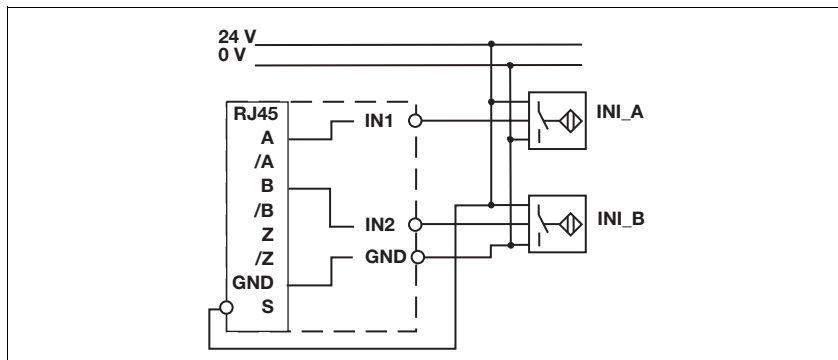 24 V
0 V
RJ45
A
/A
B
/B
Z
/Z
GND
S
IN1
IN2
GND
INI_A
INI_B